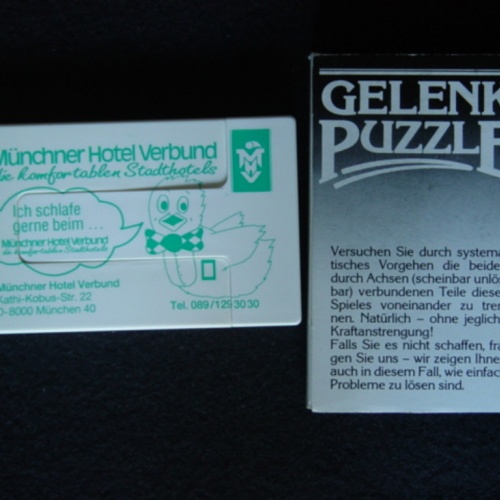 Münchner Hotel Verbund
die komfortablen Stadthotels
Ich schlafe
gerne beim ...
Münchner Hotel Verbund
die komfortablen Stadthotels
Münchner Hotel Verbund
Kathi-Kobus-Str. 22
D-8000 München 40
Tel. 089/1293030
GELENK
PUZZLE
Versuchen Sie durch systema
tisches Vorgehen die beide
durch Achsen (scheinbar unlös
bar) verbundenen Teile diese
Spieles voneinander zu tren
nen. Natürlich – ohne jeglich
Kraftanstrengung!
Falls Sie es nicht schaffen, fra
gen Sie uns – wir zeigen Ihne
auch in diesem Fall, wie einfac
Probleme zu lösen sind.